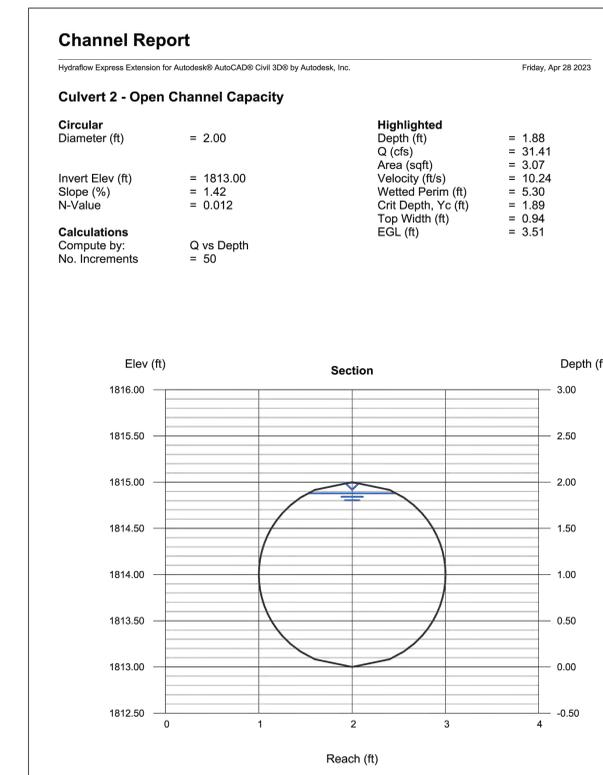 Channel Report
Hydraflow Express Extension for Autodesk® AutoCAD® Civil 3D® by Autodesk, Inc. Friday, Apr 28 2023
Culvert 2 - Open Channel Capacity
Circular
Diameter (ft) = 2.00
Invert Elev (ft) = 1813.00
Slope (%) = 1.42
N-Value = 0.012
Calculations
Compute by: Q vs Depth
No. Increments = 50
Highlighted
Depth (ft) = 1.88
Q (cfs) = 31.41
Area (sqft) = 3.07
Velocity (ft/s) = 10.24
Wetted Perim (ft) = 5.30
Crit Depth, Yc (ft) = 1.89
Top Width (ft) = 0.94
EGL (ft) = 3.51
Elev (ft) Section Depth (f
1816.00 3.00
1815.50 2.50
1815.00 2.00
1814.50 1.50
1814.00 1.00
1813.50 0.50
1813.00 0.00
1812.50 -0.50
0 1 2 3 4
Reach (ft)